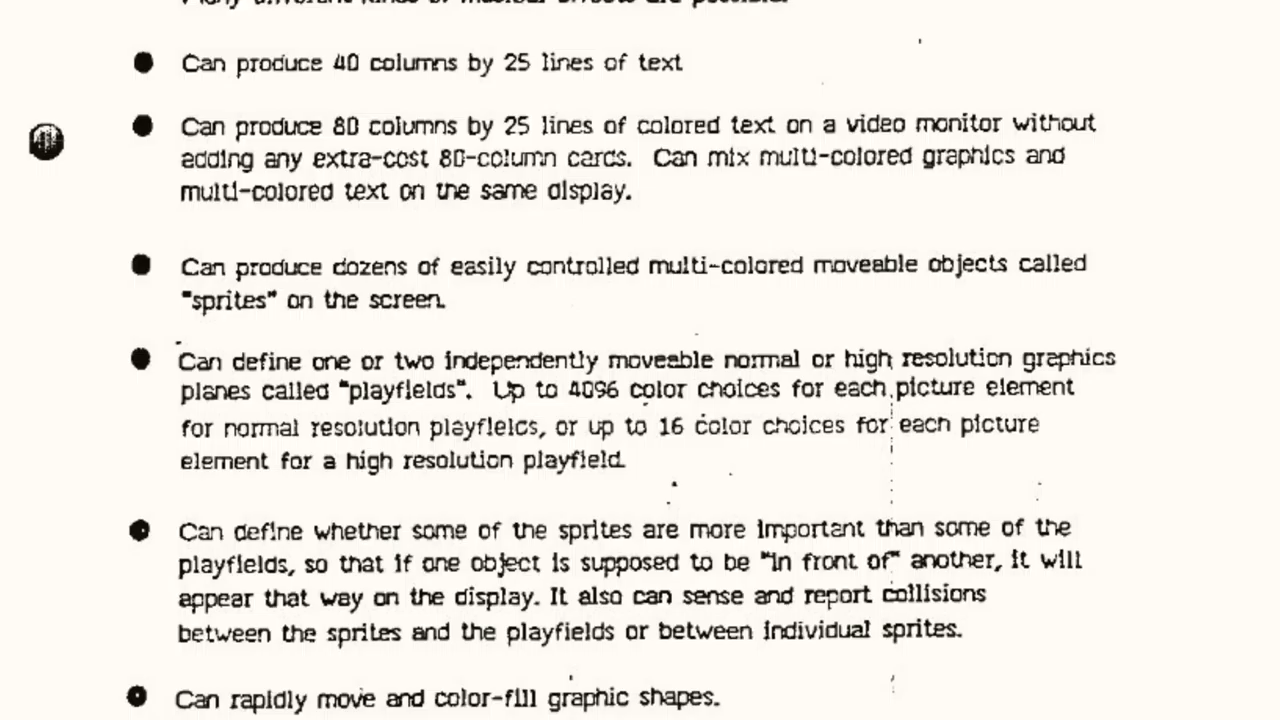 Many different kinds of musical effects are possible.
Can produce 40 columns by 25 lines of text
Can produce 80 columns by 25 lines of colored text on a video monitor without
adding any extra-cost 80-column cards. Can mix multi-colored graphics and
multi-colored text on the same display.
Can produce dozens of easily controlled multi-colored moveable objects called
"sprites" on the screen.
Can define one or two independently moveable normal or high resolution graphics
planes called "playfields". Up to 4096 color choices for each picture element
for normal resolution playfields, or up to 16 color choices for each picture
element for a high resolution playfield.
Can define whether some of the sprites are more important than some of the
playfields, so that if one object is supposed to be "in front of" another, it will
appear that way on the display. It also can sense and report collisions
between the sprites and the playfields or between individual sprites.
Can rapidly move and color-fill graphic shapes.